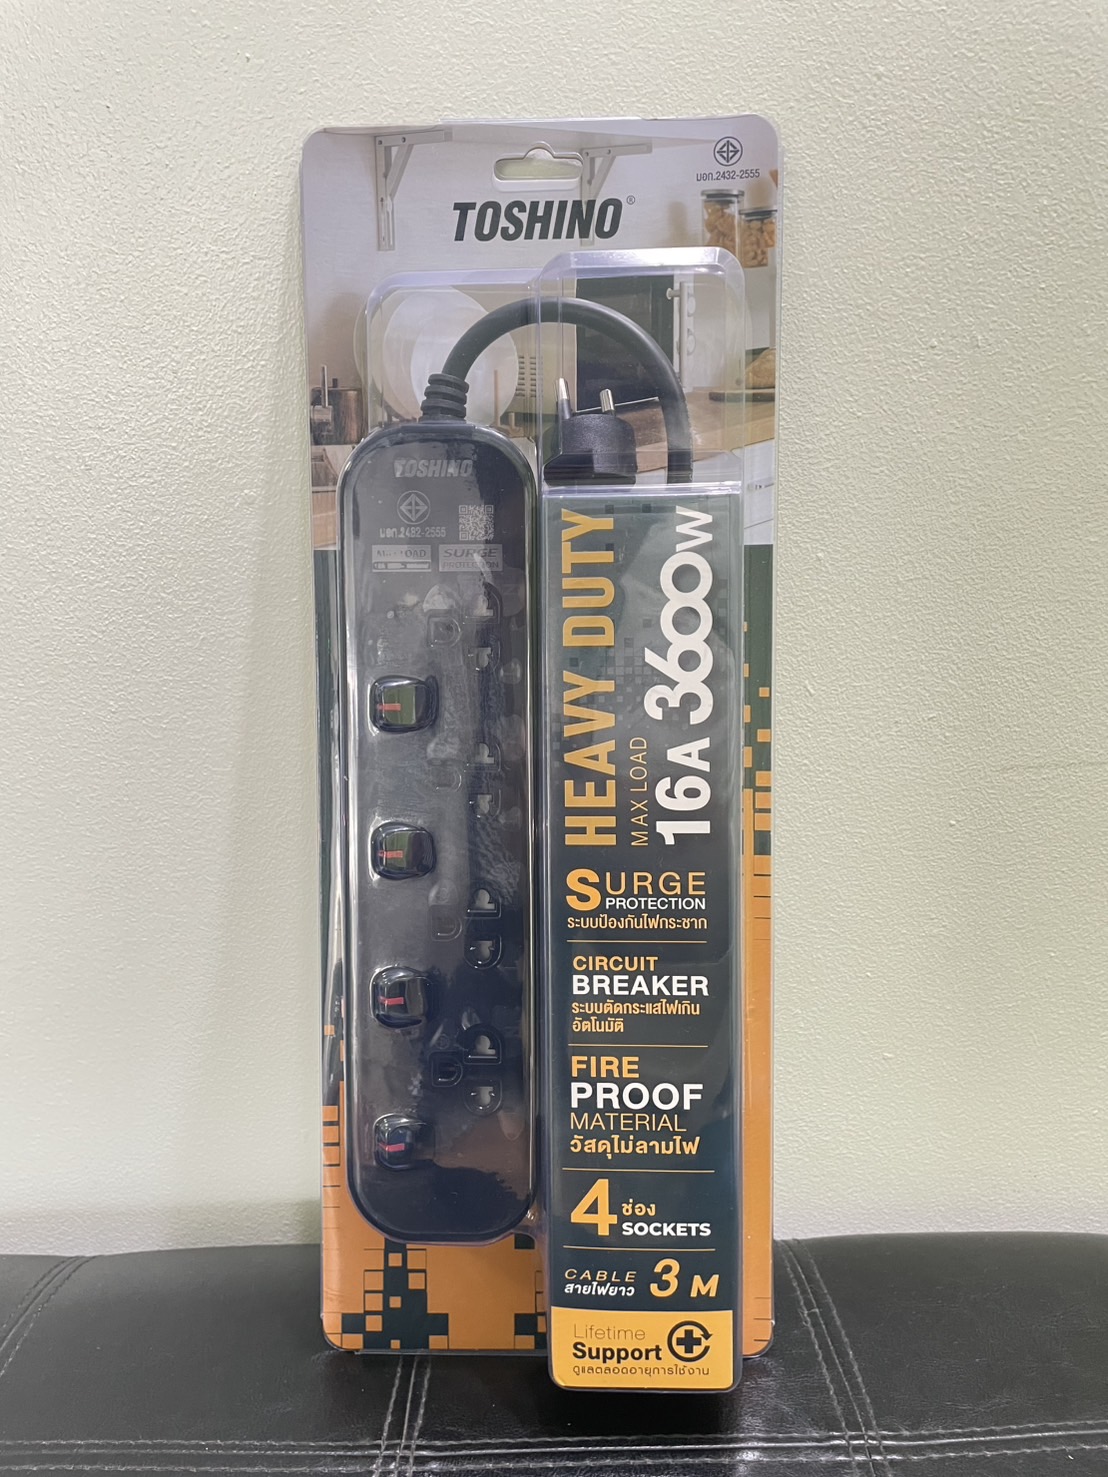 มอก.2432-2555
TOSHINO®
TOSHINO
มอก.2432-2555
MAX LOAD
SURGE
PROTECTION
HEAVY DUTY
MAX LOAD
16A 3600W
SURGE
PROTECTION
ระบบป้องกันไฟกระชาก
CIRCUIT
BREAKER
ระบบตัดกระแสไฟเกิน
อัตโนมัติ
FIRE
PROOF
MATERIAL
วัสดุไม่ลามไฟ
4 ช่อง
SOCKETS
CABLE
สายไฟยาว 3 M
Lifetime
Support
ดูแลตลอดอายุการใช้งาน